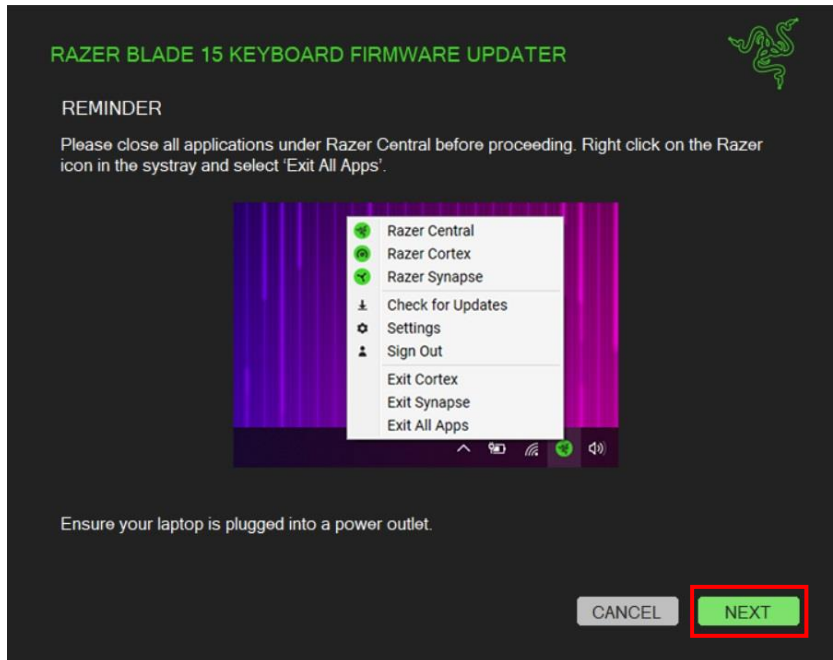 RAZER BLADE 15 KEYBOARD FIRMWARE UPDATER
REMINDER
Please close all applications under Razer Central before proceeding. Right click on the Razer
icon in the systray and select ‘Exit All Apps’.
Razer Central
Razer Cortex
Razer Synapse
Check for Updates
Settings
Sign Out
Exit Cortex
Exit Synapse
Exit All Apps
Ensure your laptop is plugged into a power outlet.
CANCEL
NEXT